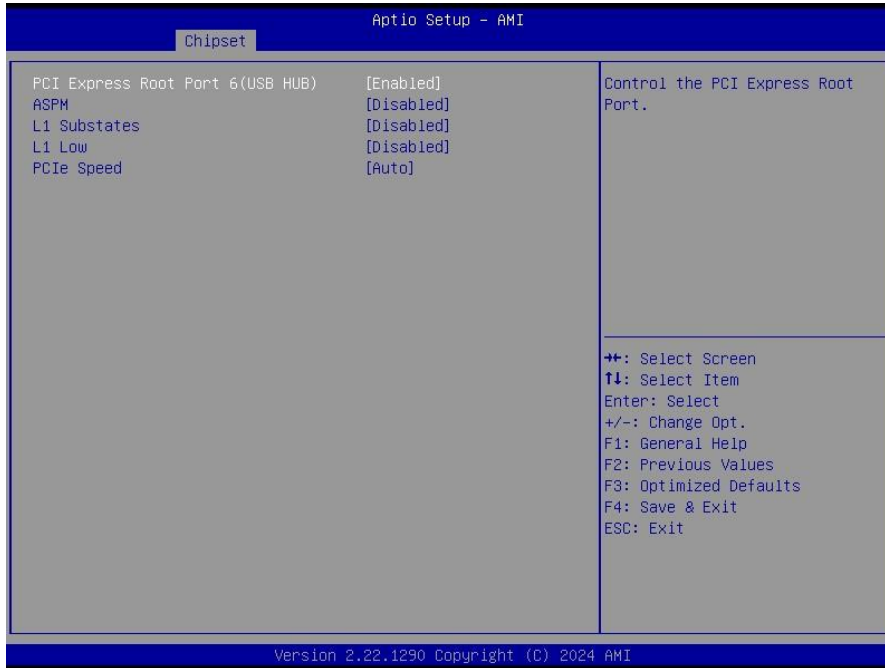 Aptio Setup - AMI
Chipset
PCI Express Root Port 6(USB HUB) [Enabled]
ASPM [Disabled]
L1 Substates [Disabled]
L1 Low [Disabled]
PCIe Speed [Auto]
Control the PCI Express Root
Port.
→←: Select Screen
↑↓: Select Item
Enter: Select
+/-: Change Opt.
F1: General Help
F2: Previous Values
F3: Optimized Defaults
F4: Save & Exit
ESC: Exit
Version 2.22.1290 Copyright (C) 2024 AMI